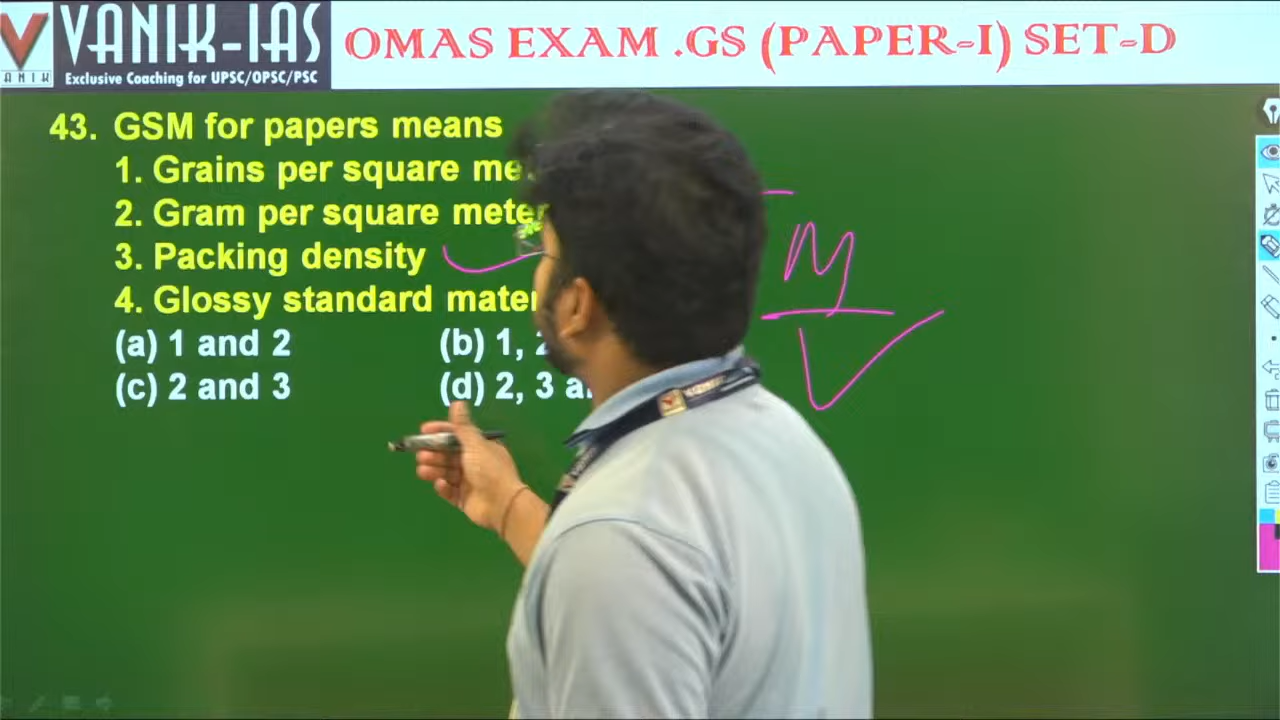 VANIK-IAS
VANIK
Exclusive Coaching for UPSC/OPSC/PSC
OMAS EXAM .GS (PAPER-I) SET-D
43. GSM for papers means
1. Grains per square me
2. Gram per square meter
3. Packing density
4. Glossy standard mater
(a) 1 and 2
(b) 1, 2
(c) 2 and 3
(d) 2, 3 a
M
V